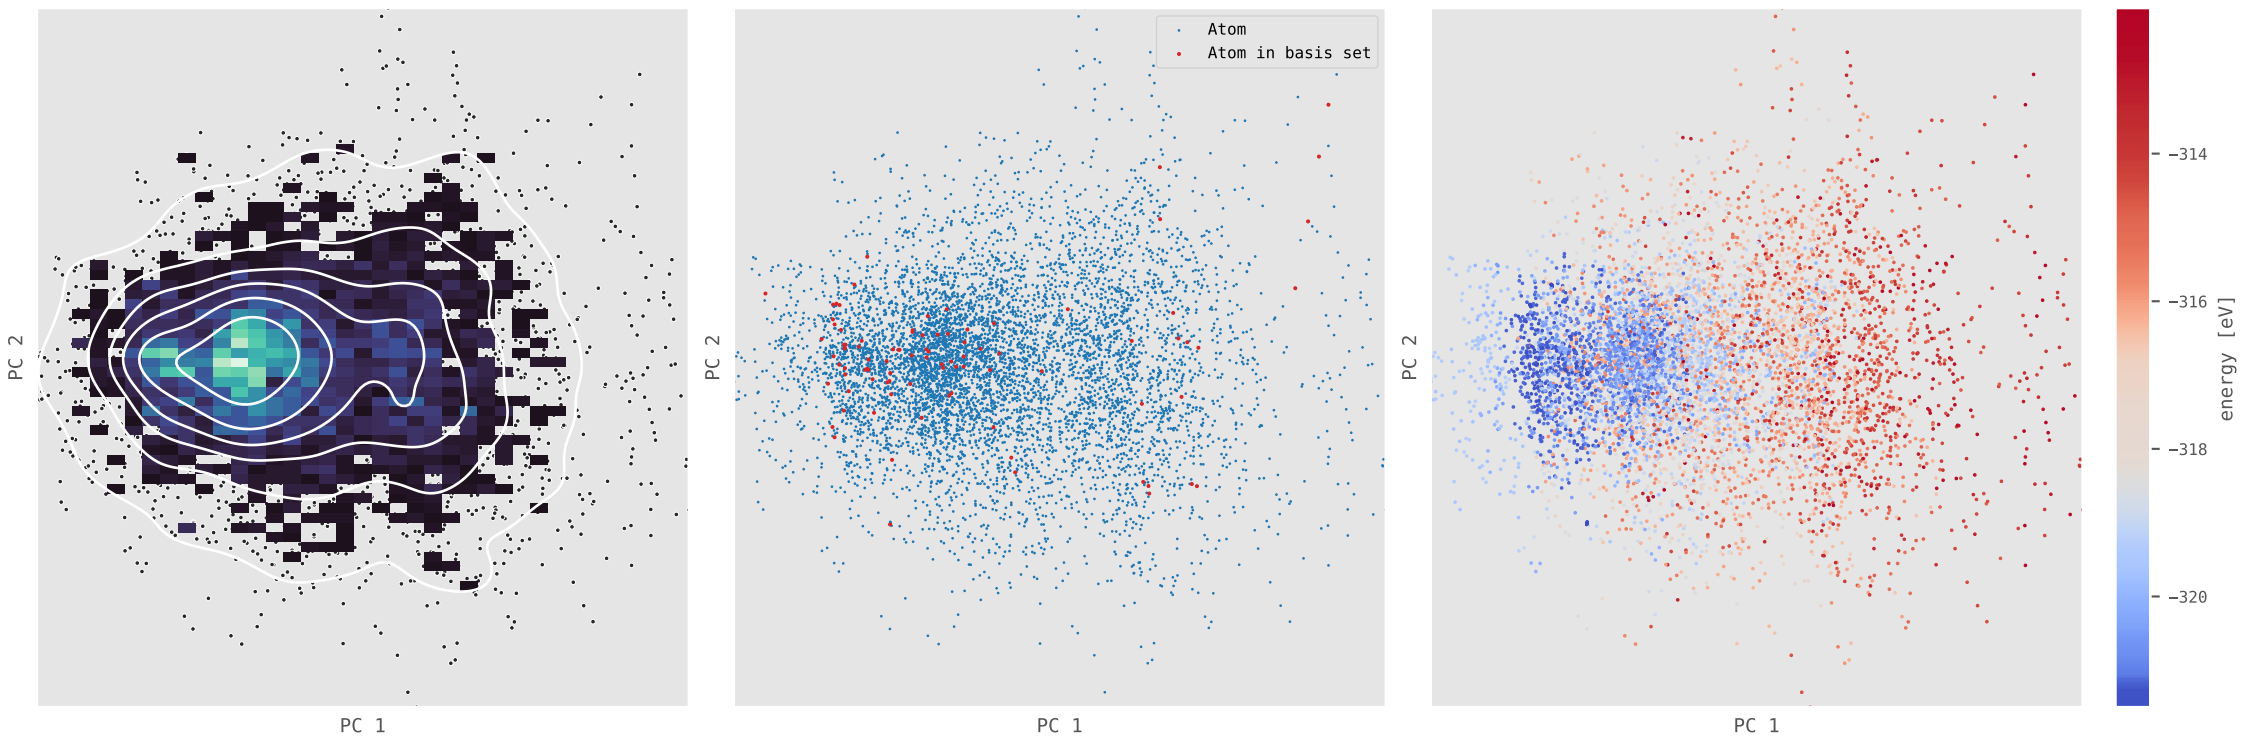 PC 2
PC 1
PC 2
Atom
Atom in basis set
PC 1
PC 2
PC 1
−314
−316
−318
−320
energy [eV]